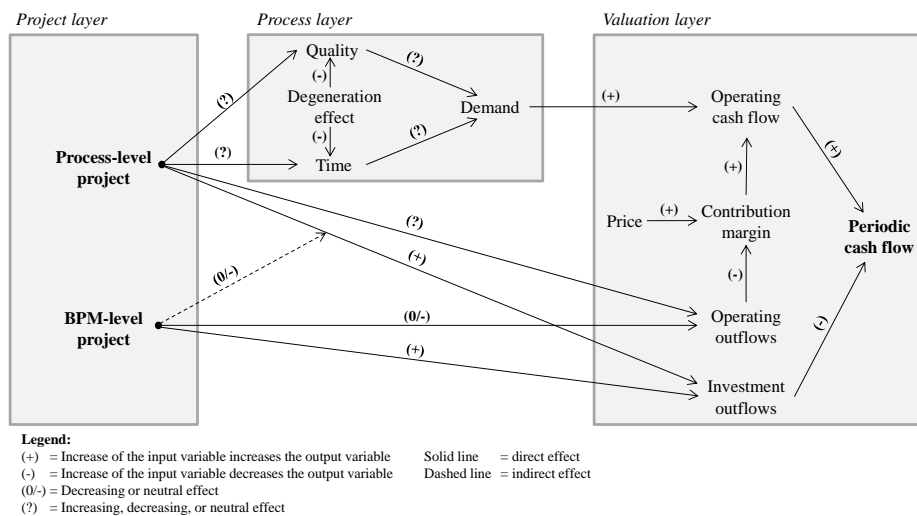 Project layer
Process layer
Valuation layer
Quality
(?)
(-)
(?)
Degeneration
effect
Demand
(+)
Operating
cash flow
(-)
(?)
(+)
Process-level
project
(?)
Time
(+)
Price
(+)
Contribution
margin
Periodic
cash flow
(?)
(+)
(0/-)
(-)
BPM-level
project
(0/-)
Operating
outflows
(-)
(+)
Investment
outflows
Legend:
(+) = Increase of the input variable increases the output variable
(-) = Increase of the input variable decreases the output variable
(0/-) = Decreasing or neutral effect
(?) = Increasing, decreasing, or neutral effect
Solid line = direct effect
Dashed line = indirect effect